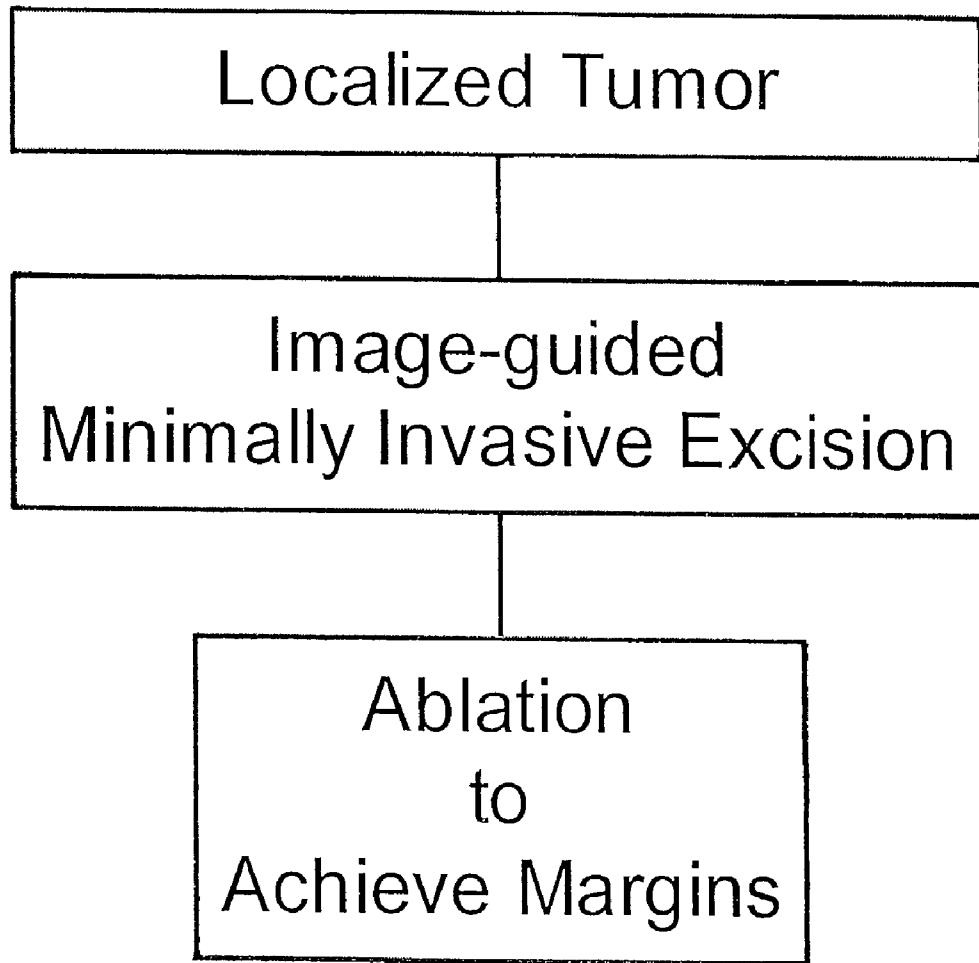 Localized Tumor
Image-guided
Minimally Invasive Excision
Ablation
to
Achieve Margins